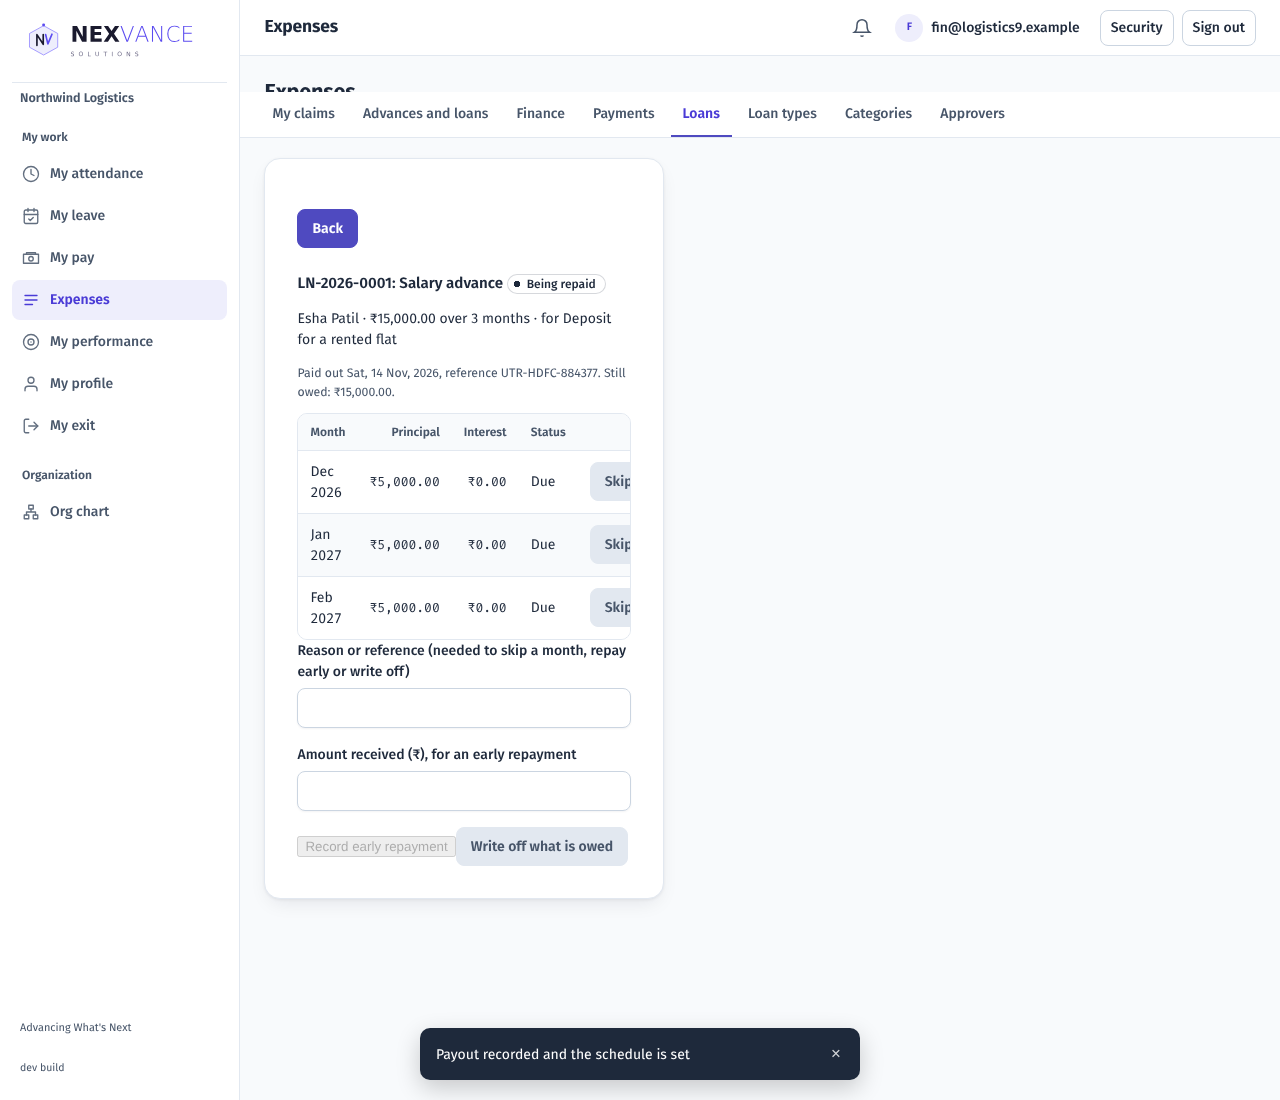 NEXVANCE
SOLUTIONS
Northwind Logistics
My work
My attendance
My leave
My pay
Expenses
My performance
My profile
My exit
Organization
Org chart
Advancing What's Next
dev build
Expenses
F
fin@logistics9.example
Security
Sign out
Expenses
My claims
Advances and loans
Finance
Payments
Loans
Loan types
Categories
Approvers
Back
LN-2026-0001: Salary advance
Being repaid
Esha Patil · ₹15,000.00 over 3 months · for Deposit
for a rented flat
Paid out Sat, 14 Nov, 2026, reference UTR-HDFC-884377. Still
owed: ₹15,000.00.
Month Principal Interest Status
Dec
2026 ₹5,000.00 ₹0.00 Due Skip
Jan
2027 ₹5,000.00 ₹0.00 Due Skip
Feb
2027 ₹5,000.00 ₹0.00 Due Skip
Reason or reference (needed to skip a month, repay
early or write off)
Amount received (₹), for an early repayment
Record early repayment
Write off what is owed
Payout recorded and the schedule is set
×